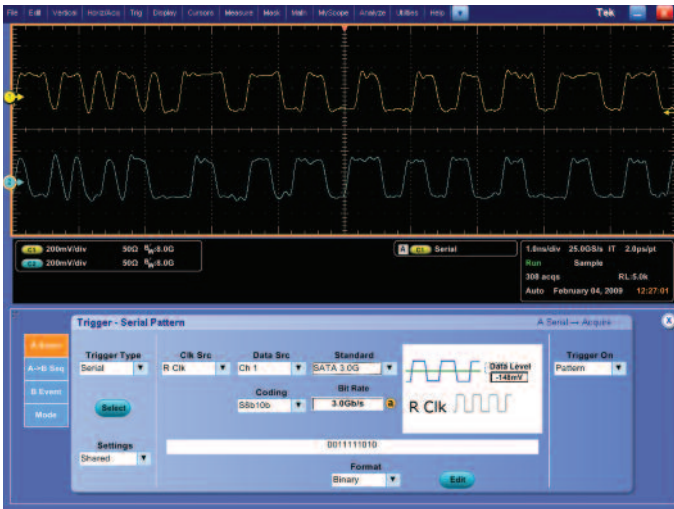 File Edit Vertical Horiz/Acq Trig Display Cursors Measure Mask Math MyScope Analyze Utilities Help Tek X
1
2
C1 200mV/div 50Ω BW:8.0G
C2 200mV/div 50Ω BW:8.0G
A C1 Serial
1.0ns/div 25.0GS/s IT 2.0ps/pt
Run Sample
308 acqs RL:5.0k
Auto February 04, 2009 12:27:01
Trigger - Serial Pattern A Serial → Acquire X
A Event
A->B Seq
B Event
Mode
Trigger Type Clk Src Data Src Standard Trigger On
Serial R Clk Ch 1 SATA 3.0G Pattern
Data Level
-148mV
R Clk
Select
Coding Bit Rate
S8b10b 3.0Gb/s a
Settings
Shared
0011111010
Format
Binary Edit